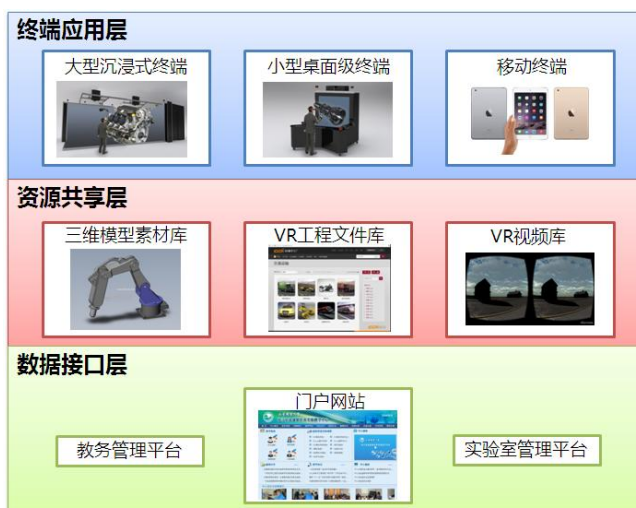 终端应用层
大型沉浸式终端
小型桌面级终端
移动终端
资源共享层
三维模型素材库
VR工程文件库
VR视频库
数据接口层
门户网站
教务管理平台
实验室管理平台